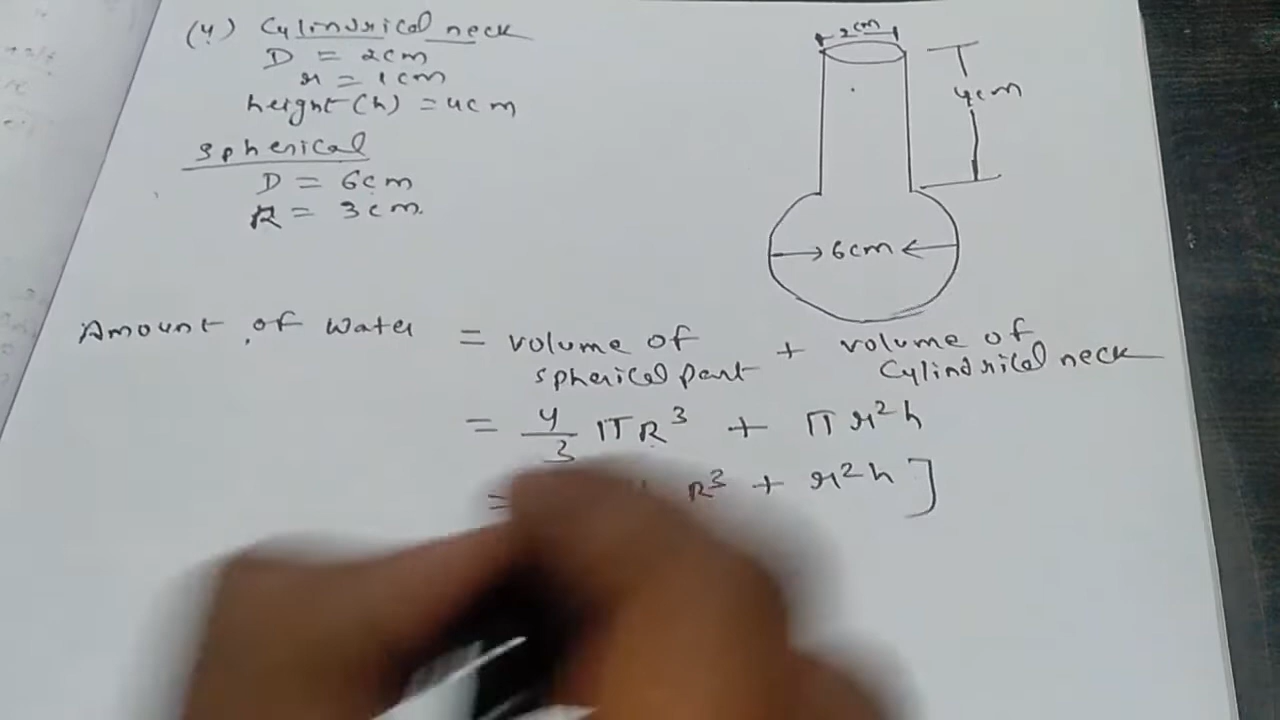 (4) Cylindrical neck
D = 2cm
r = 1cm
height(h) = 4cm
Spherical
D = 6cm
R = 3cm.
2cm
4cm
6cm
Amount of water = volume of spherical part + volume of Cylindrical neck
= 4/3 πR³ + πr²h
= R³ + r²h ]